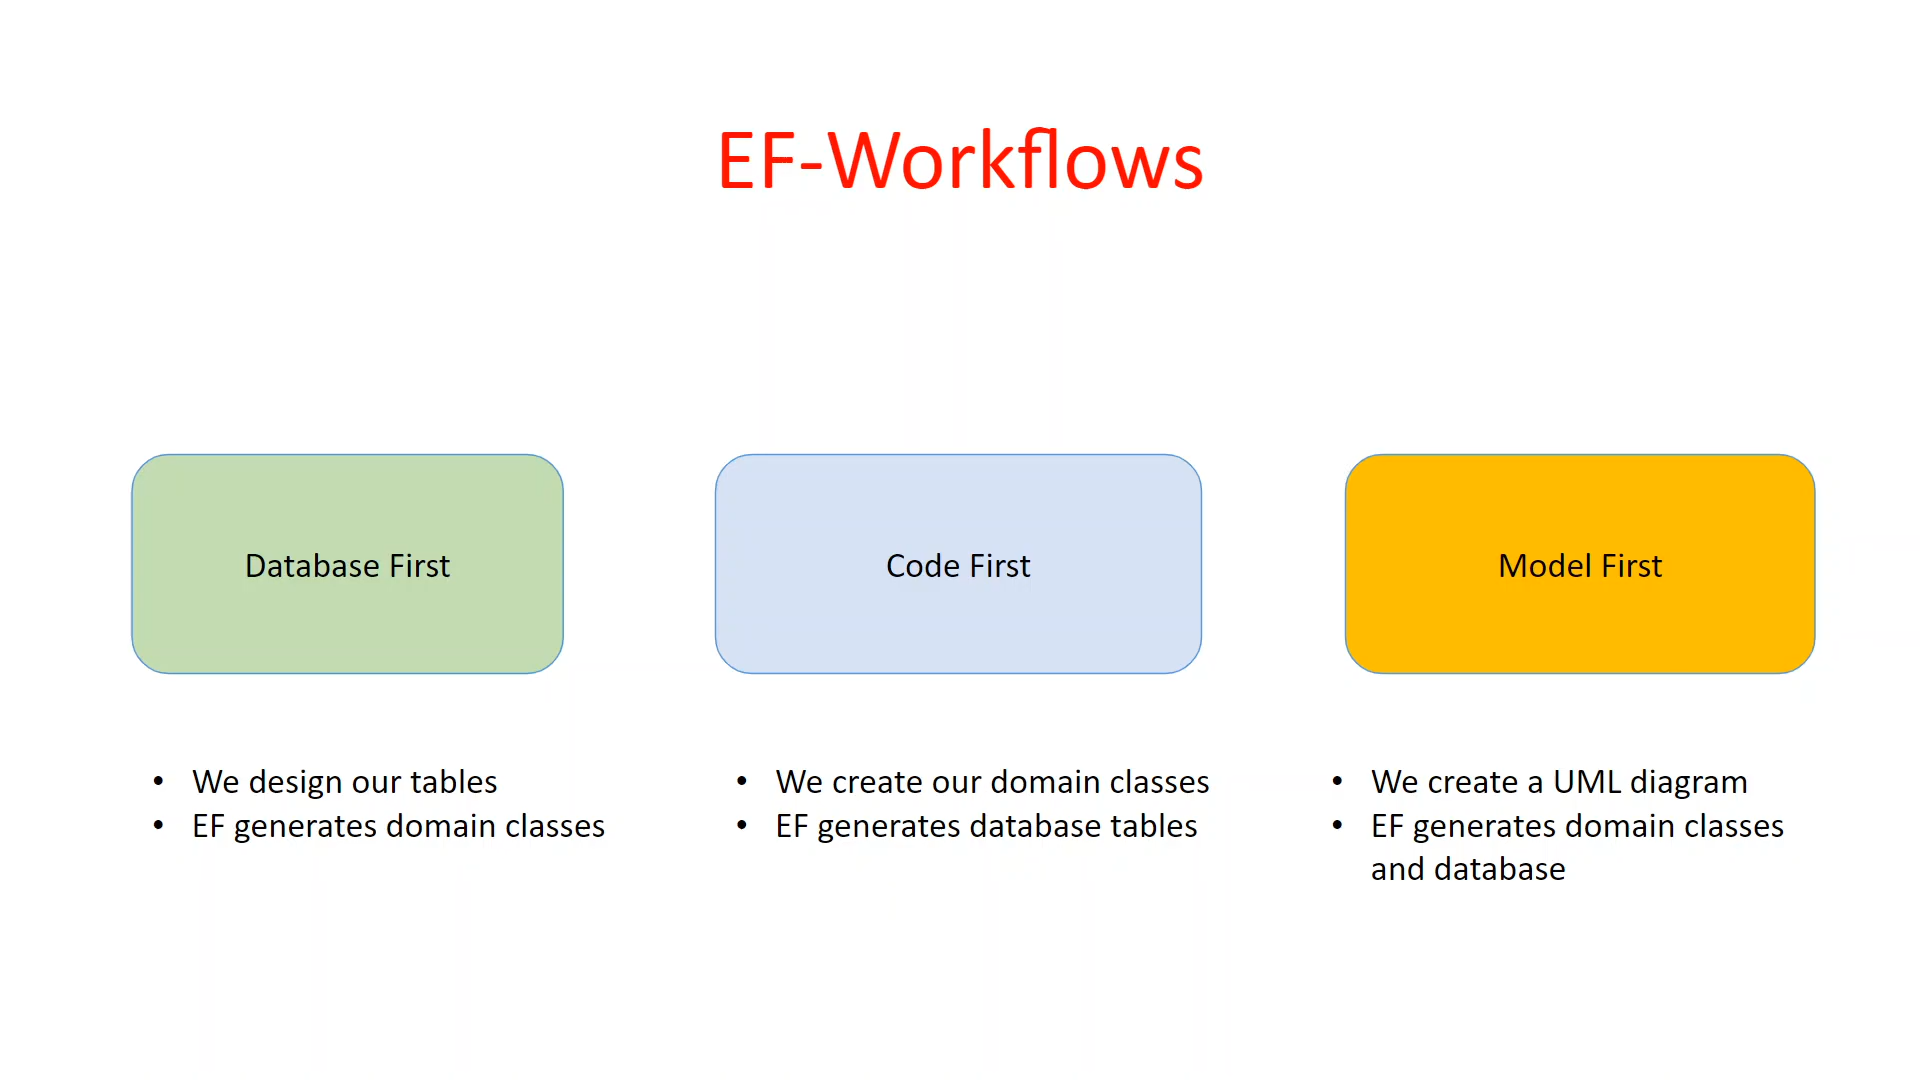 EF-Workflows
Database First
Code First
Model First
• We design our tables
• EF generates domain classes
• We create our domain classes
• EF generates database tables
• We create a UML diagram
• EF generates domain classes
and database